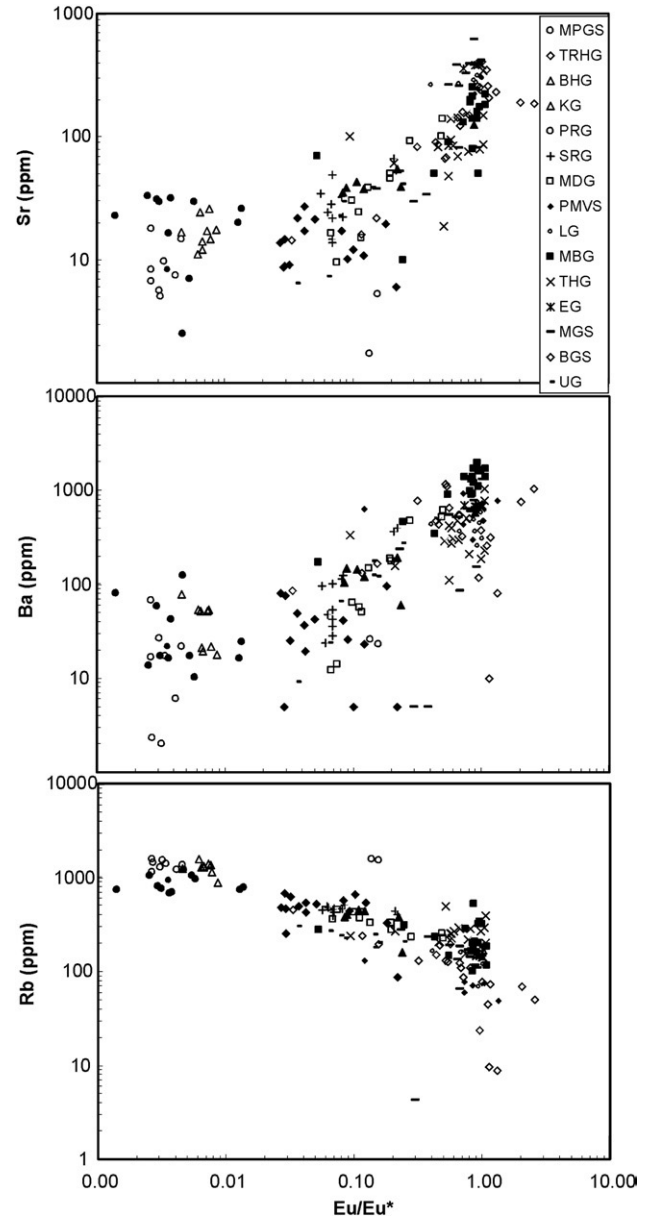 1000
100
10
Sr (ppm)
MPGS
TRHG
BHG
KG
PRG
SRG
MDG
PMVS
LG
MBG
THG
EG
MGS
BGS
UG
10000
1000
100
10
1
Ba (ppm)
10000
1000
100
10
1
Rb (ppm)
0.00
0.01
0.10
1.00
10.00
Eu/Eu*